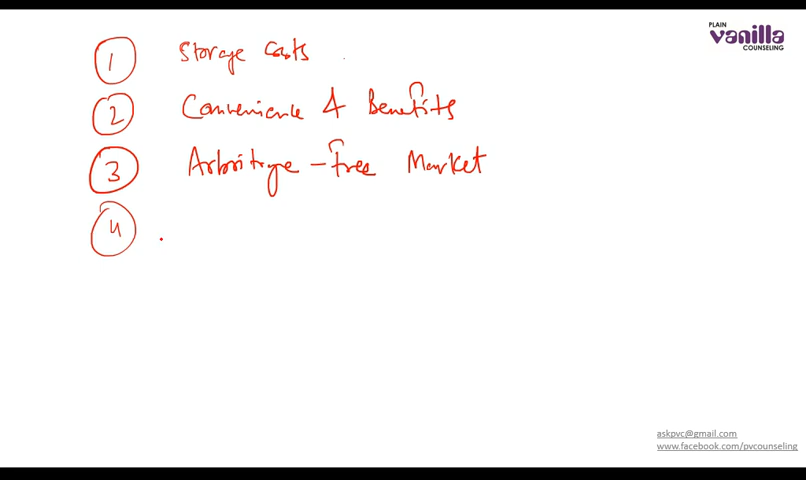 PLAIN
vanilla
COUNSELING
1 Storage Costs
2 Convenience & Benefits
3 Arbritage - Free Market
4
askpvc@gmail.com
www.facebook.com/pvcounseling